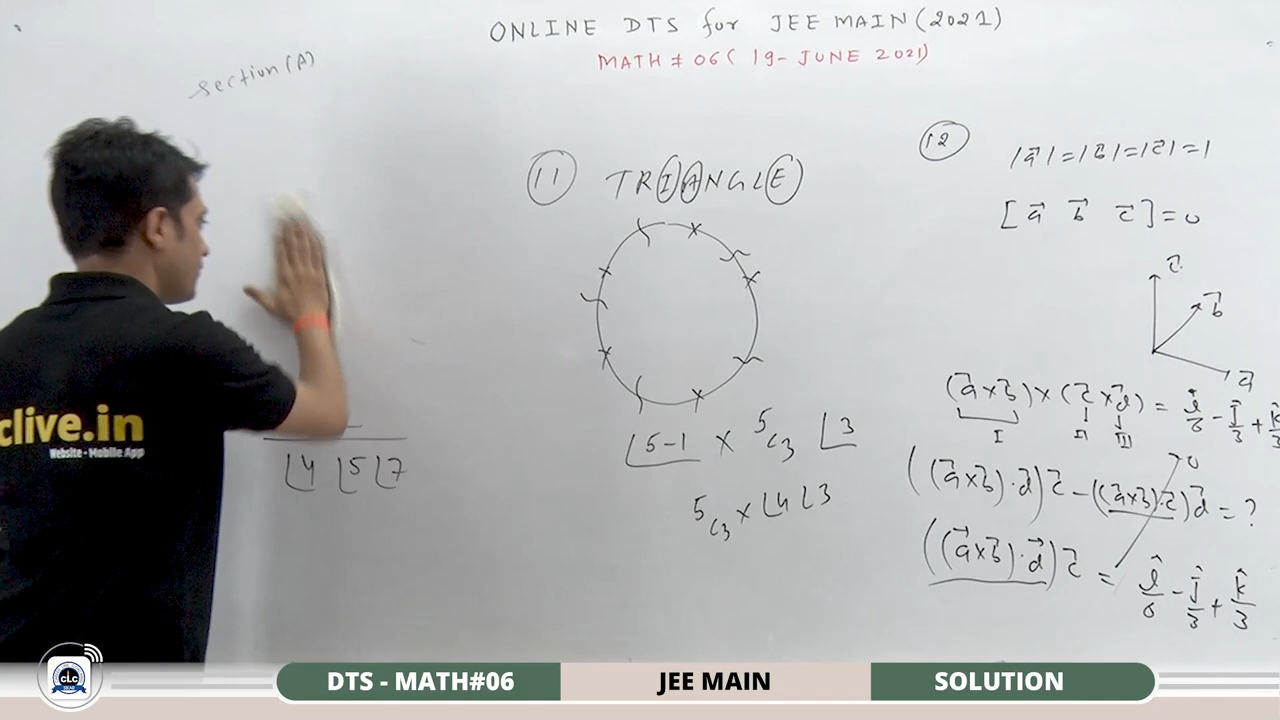 ONLINE DTS for JEE MAIN (2021)
MATH # 06 ( 19 - JUNE 2021)
section (A)
11 TRIANGLE
⌊5-1 × ⁵C₃ ⌊3
⁵C₃ × ⌊4 ⌊3
⌊4 ⌊5 ⌊7
12 |a⃗| = |b⃗| = |c⃗| = 1
[a⃗ b⃗ c⃗] = 0
c⃗
b⃗
a⃗
(a⃗×b⃗)×(c⃗×d⃗) = î/6 - ĵ/3 + k̂/3
I II III
0
((a⃗×b⃗)·d⃗)c⃗ - ((a⃗×b⃗)·c⃗)d⃗ = ?
((a⃗×b⃗)·d⃗)c⃗ = î/6 - ĵ/3 + k̂/3
clive.in
Website - Mobile App
CLC
DTS - MATH#06 JEE MAIN SOLUTION